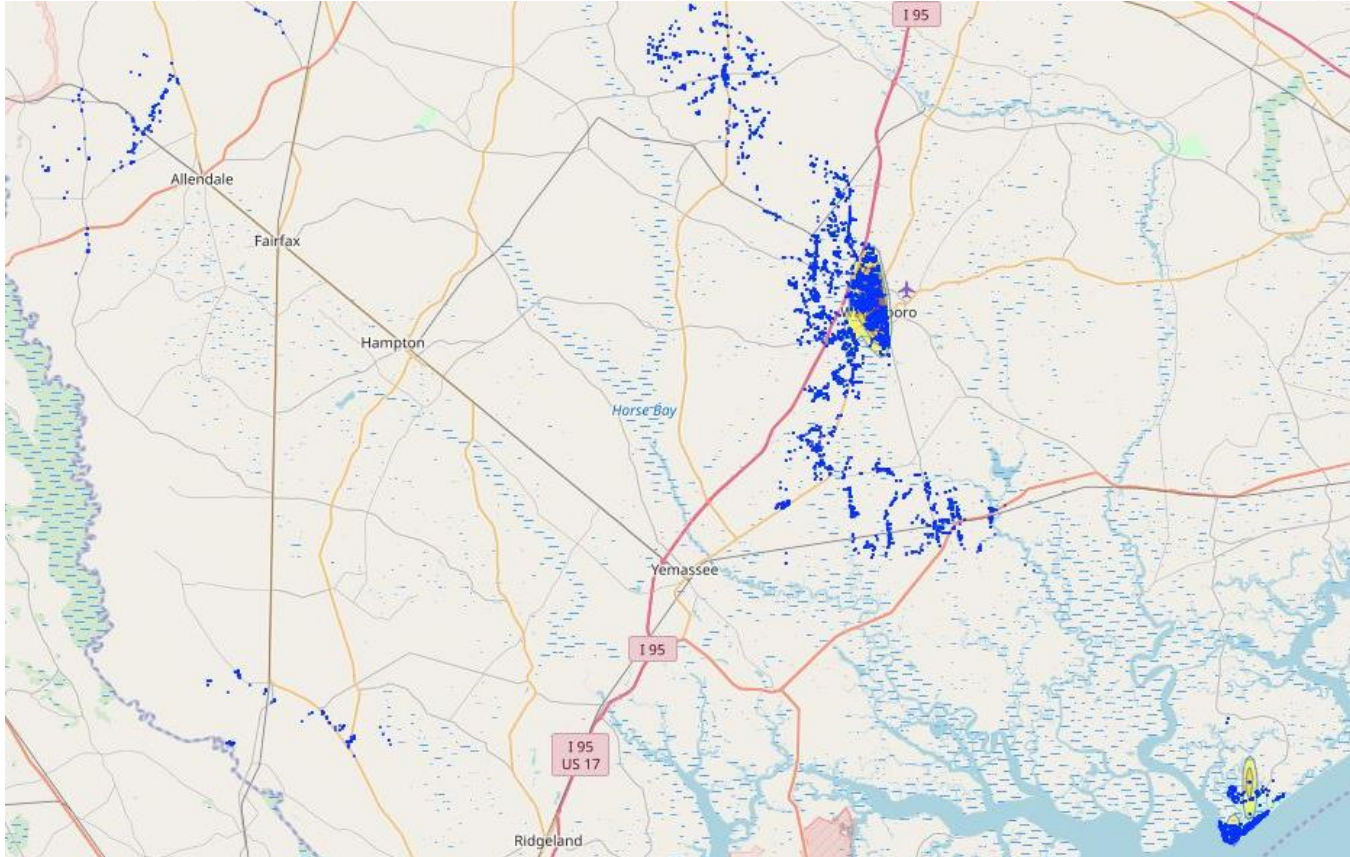 I 95
Allendale
Fairfax
Hampton
Horse Bay
Yemassee
I 95
I 95
US 17
Ridgeland